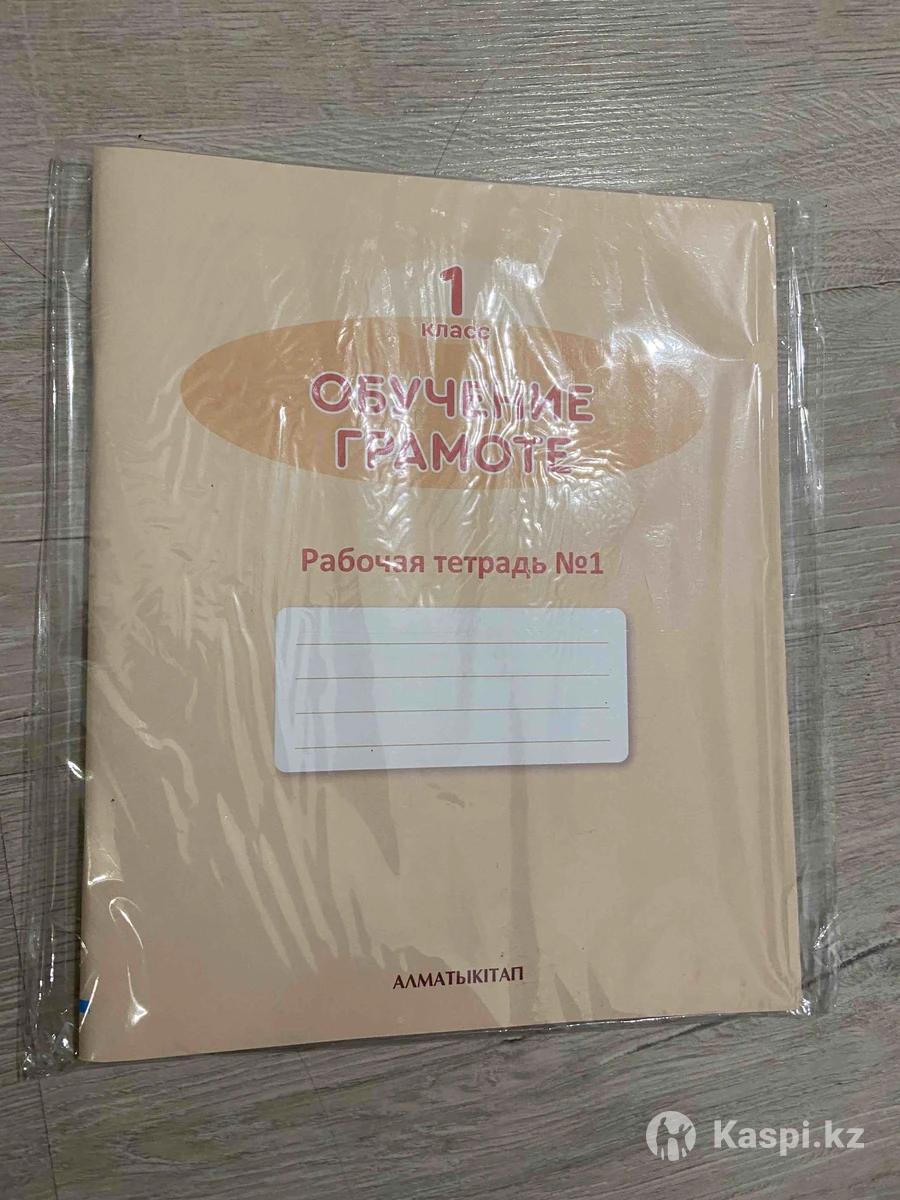 1
класс
ОБУЧЕНИЕ
ГРАМОТЕ
Рабочая тетрадь №1
АЛМАТЫКІТАП
Kaspi.kz